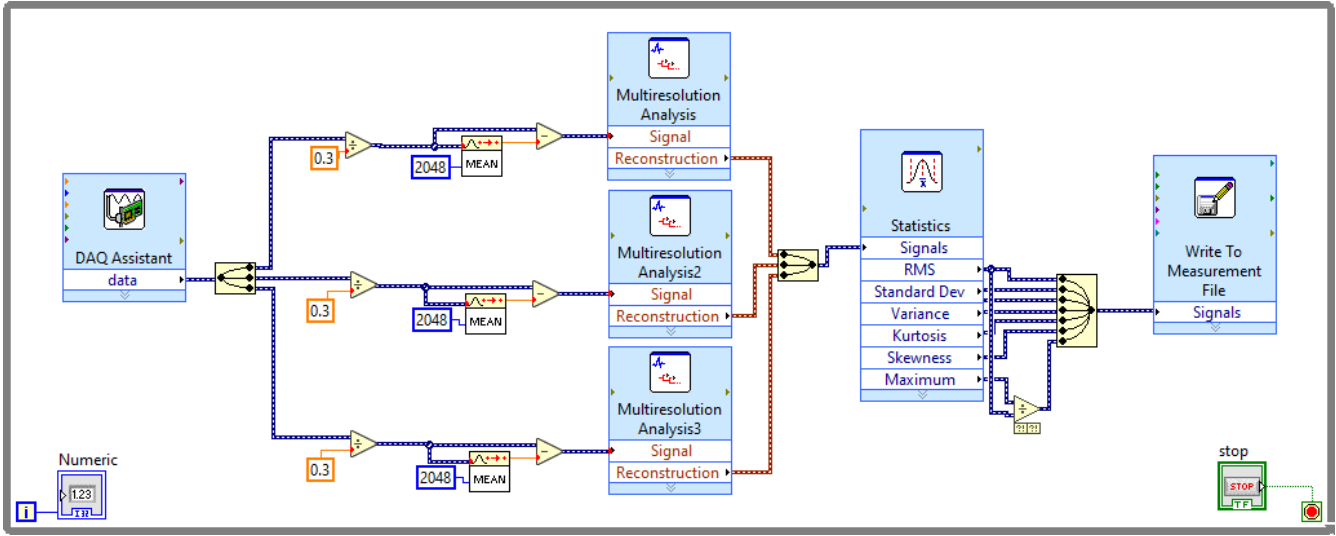 DAQ Assistant
data
0.3
2048
MEAN
0.3
2048
MEAN
0.3
2048
MEAN
Multiresolution
Analysis
Signal
Reconstruction
Multiresolution
Analysis2
Signal
Reconstruction
Multiresolution
Analysis3
Signal
Reconstruction
Statistics
Signals
RMS
Standard Dev
Variance
Kurtosis
Skewness
Maximum
?! ?!
Write To
Measurement
File
Signals
Numeric
1.23
I32
i
stop
STOP
TF